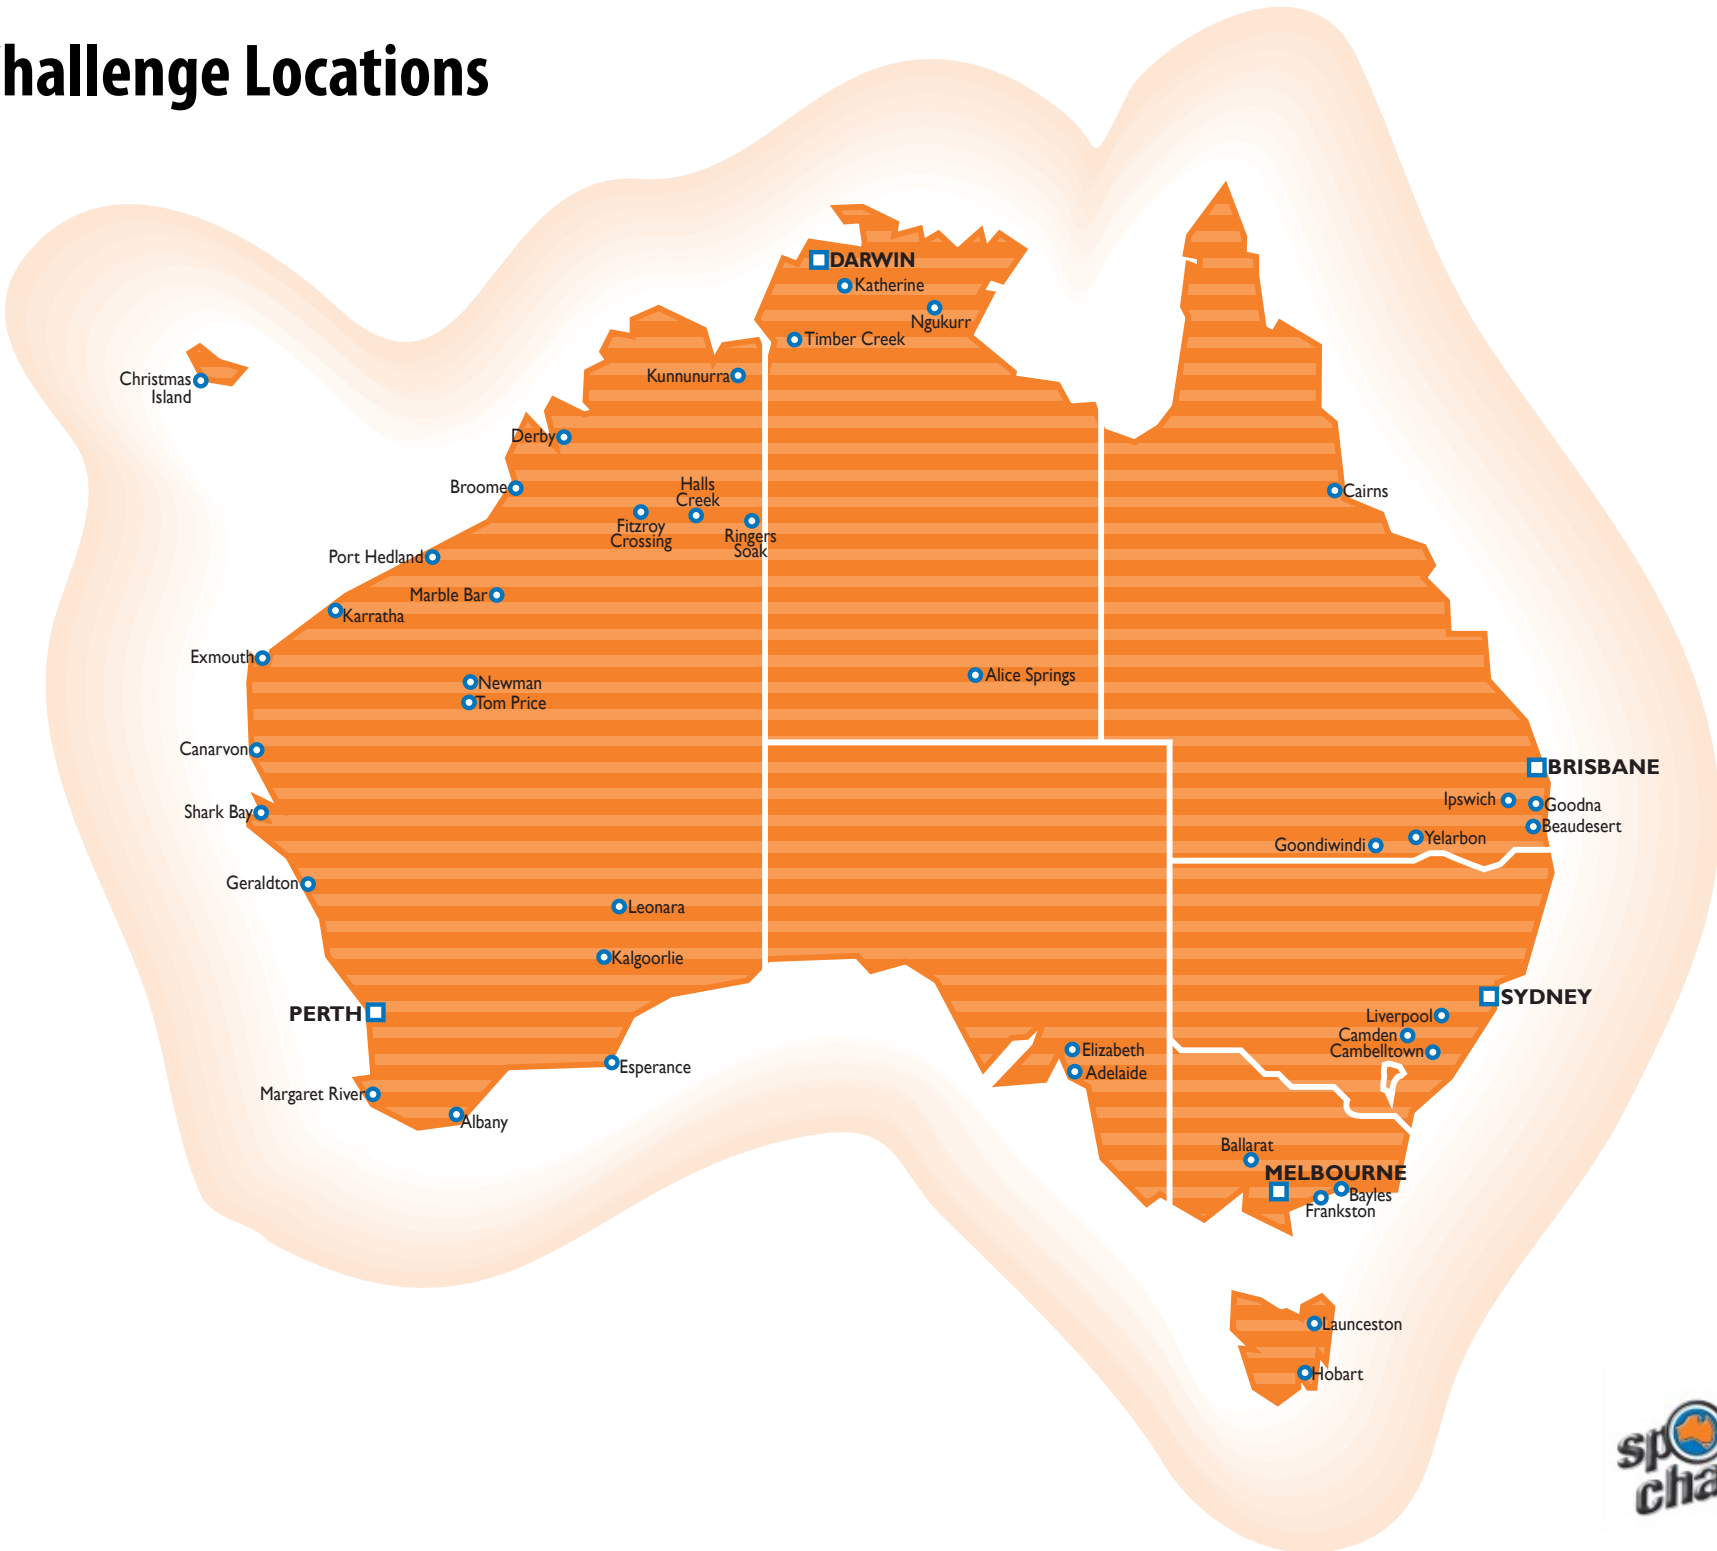 hallenge Locations
DARWIN
Katherine
Ngukurr
Timber Creek
Kunnunurra
Christmas
Island
Derby
Broome
Halls
Creek
Fitzroy
Crossing
Ringers
Soak
Cairns
Port Hedland
Marble Bar
Karratha
Exmouth
Newman
Tom Price
Alice Springs
Canarvon
BRISBANE
Ipswich
Goodna
Shark Bay
Beaudesert
Yelarbon
Goondiwindi
Geraldton
Leonara
Kalgoorlie
SYDNEY
PERTH
Liverpool
Camden
Cambelltown
Elizabeth
Esperance
Adelaide
Margaret River
Albany
Ballarat
MELBOURNE
Bayles
Frankston
Launceston
Hobart
sp
cha